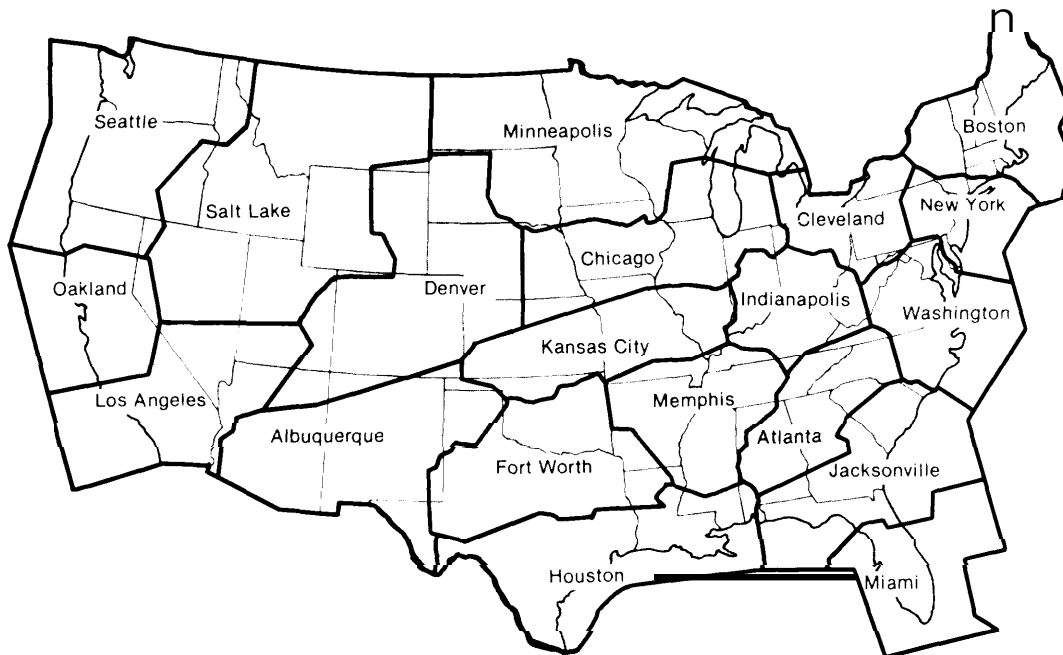 n
Seattle
Minneapolis
Boston
Salt Lake
Cleveland
New York
Oakland
Denver
Chicago
Indianapolis
Washington
Kansas City
Los Angeles
Memphis
Albuquerque
Fort Worth
Atlanta
Jacksonville
Houston
Miami